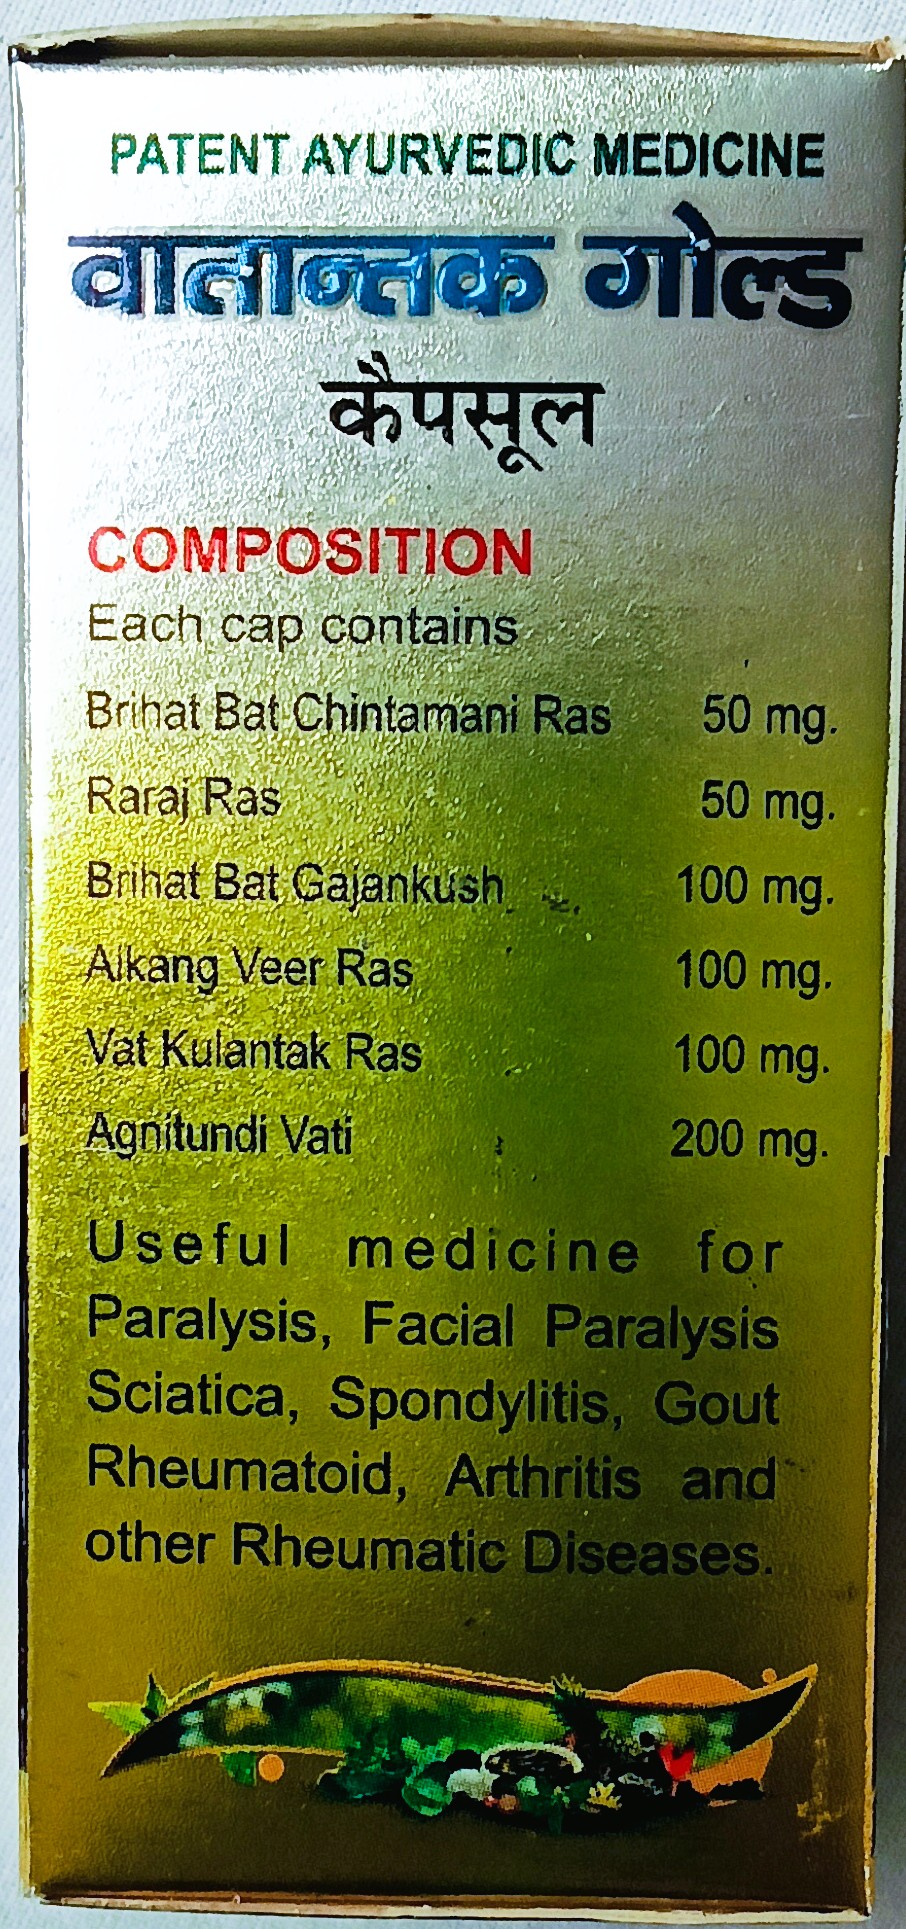 PATENT AYURVEDIC MEDICINE
वातान्तक गोल्ड
कैपसूल
COMPOSITION
Each cap contains
Brihat Bat Chintamani Ras 50 mg.
Raraj Ras 50 mg.
Brihat Bat Gajankush 100 mg.
Alkang Veer Ras 100 mg.
Vat Kulantak Ras 100 mg.
Agnitundi Vati 200 mg.
Useful medicine for
Paralysis, Facial Paralysis
Sciatica, Spondylitis, Gout
Rheumatoid, Arthritis and
other Rheumatic Diseases.